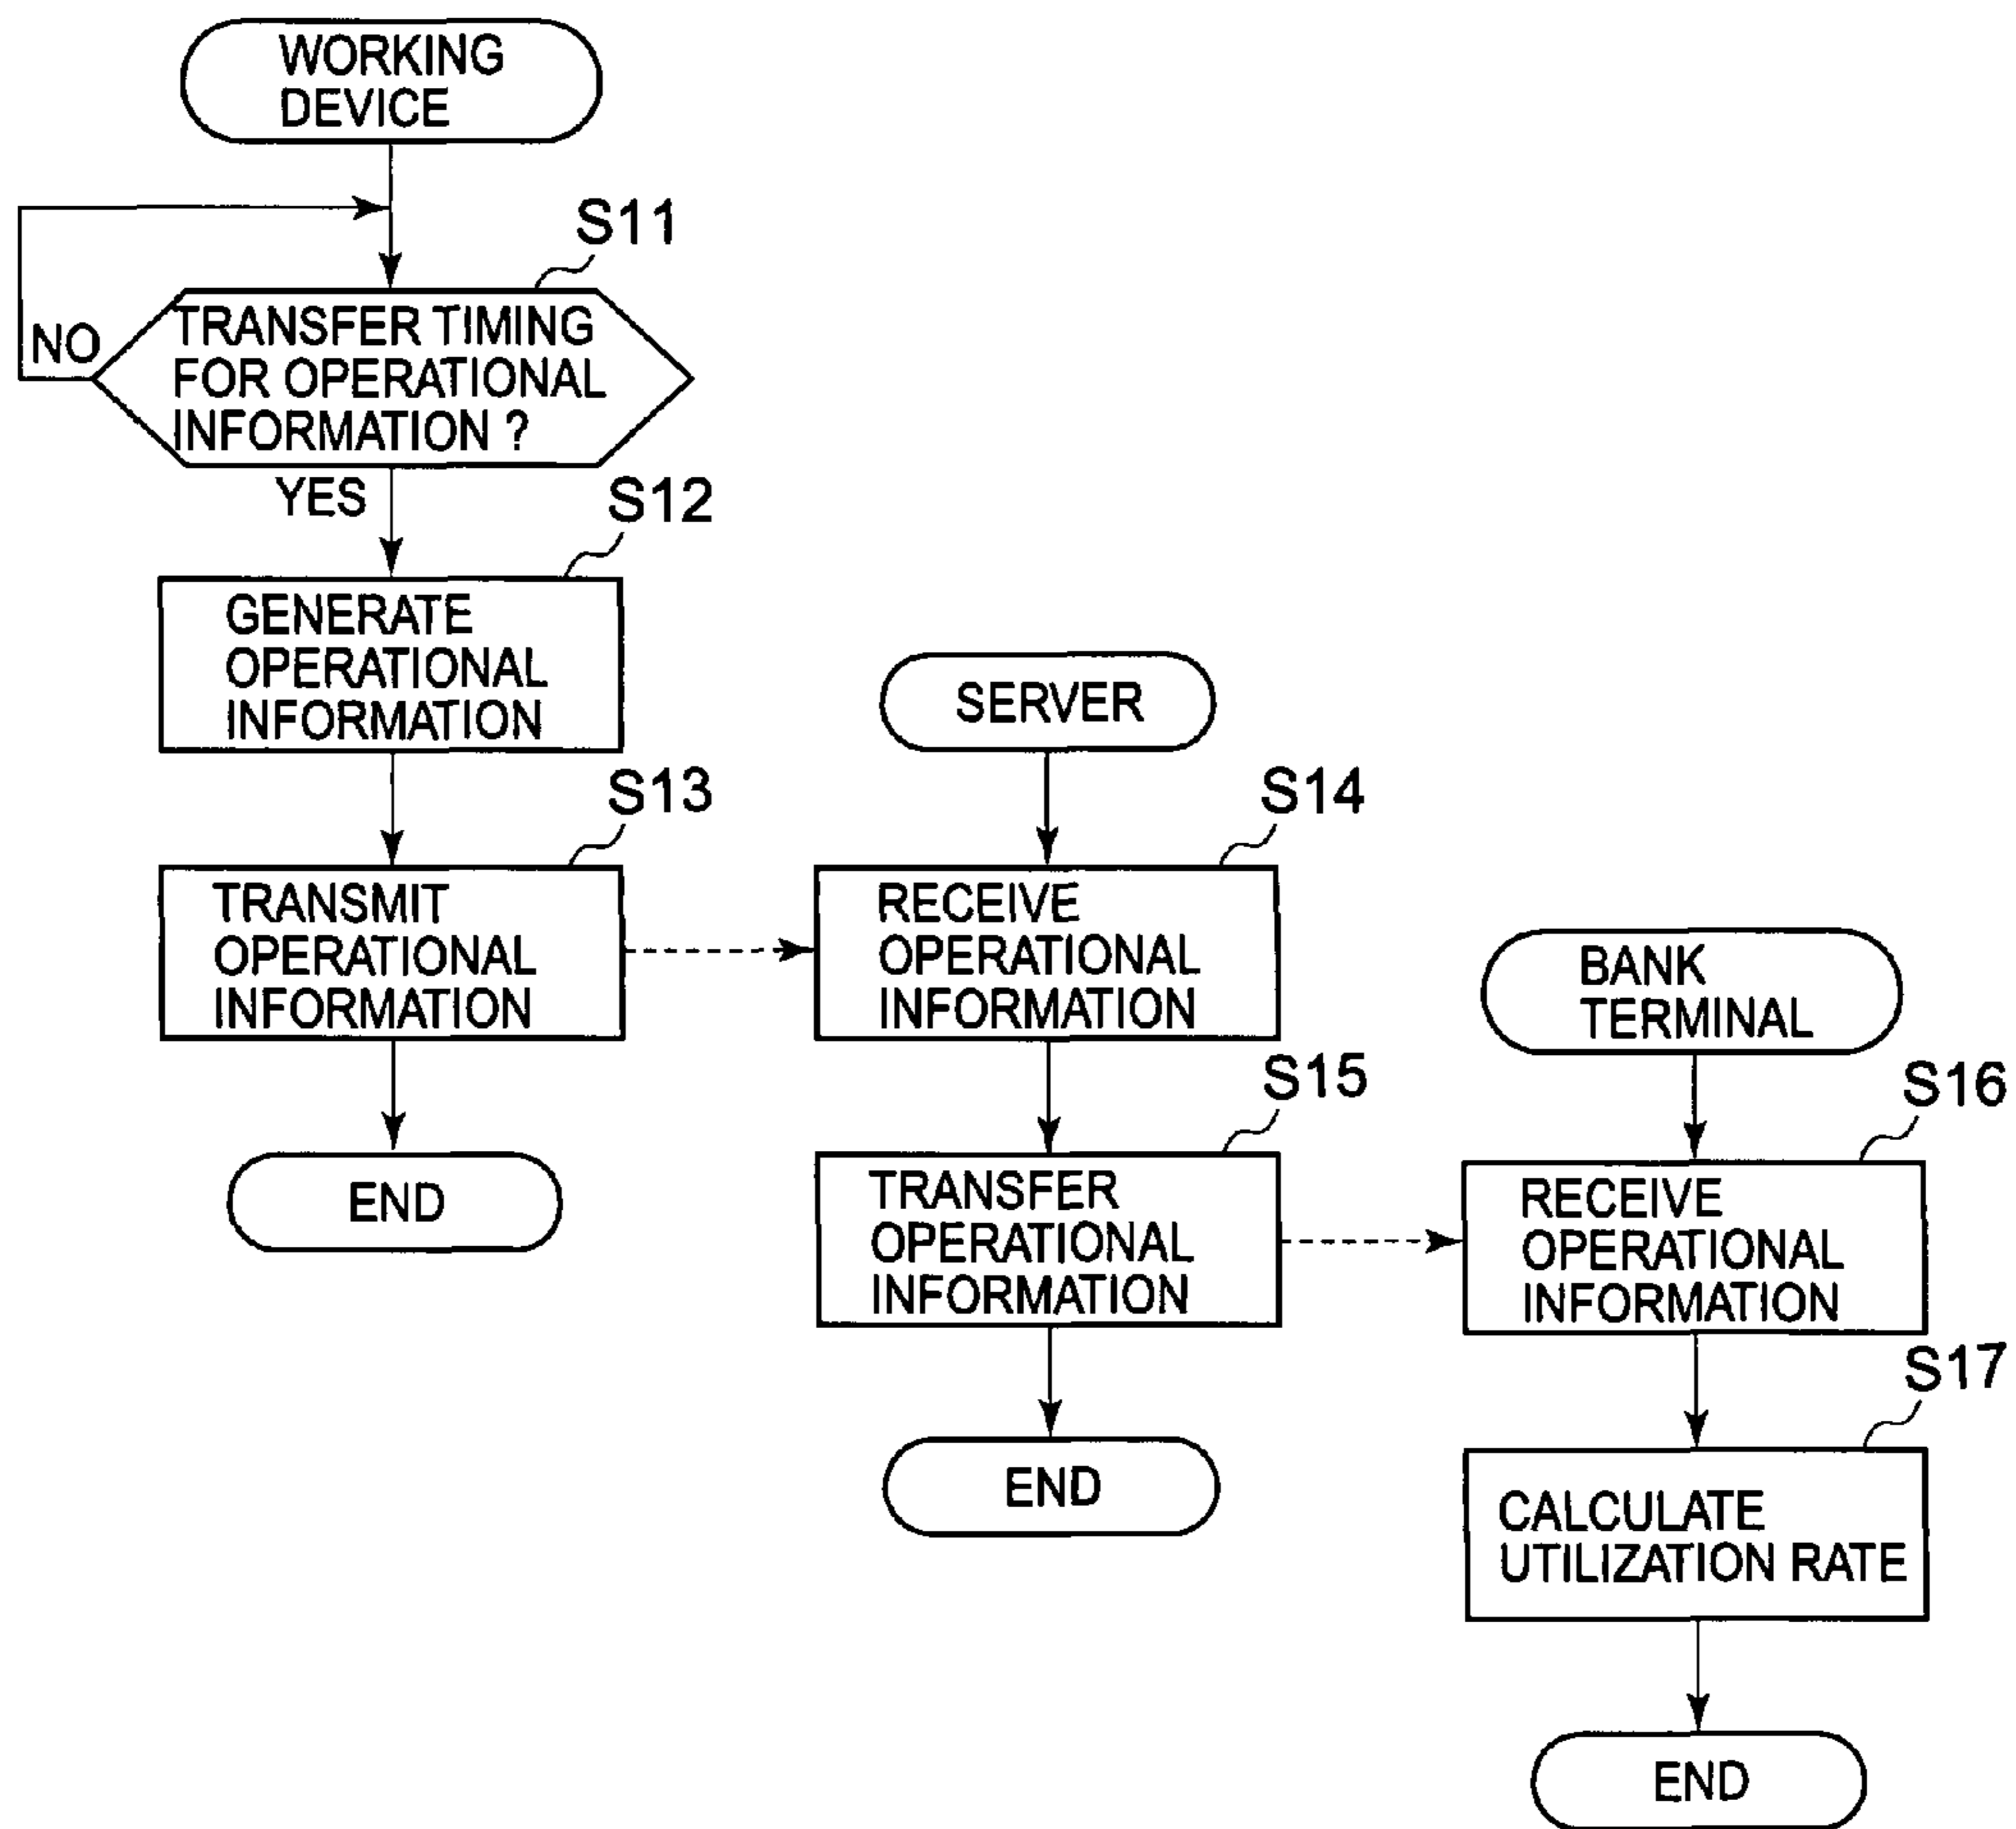 WORKING
DEVICE
S11
NO
TRANSFER TIMING
FOR OPERATIONAL
INFORMATION ?
YES
S12
GENERATE
OPERATIONAL
INFORMATION
S13
TRANSMIT
OPERATIONAL
INFORMATION
END
SERVER
S14
RECEIVE
OPERATIONAL
INFORMATION
S15
TRANSFER
OPERATIONAL
INFORMATION
END
BANK
TERMINAL
S16
RECEIVE
OPERATIONAL
INFORMATION
S17
CALCULATE
UTILIZATION RATE
END